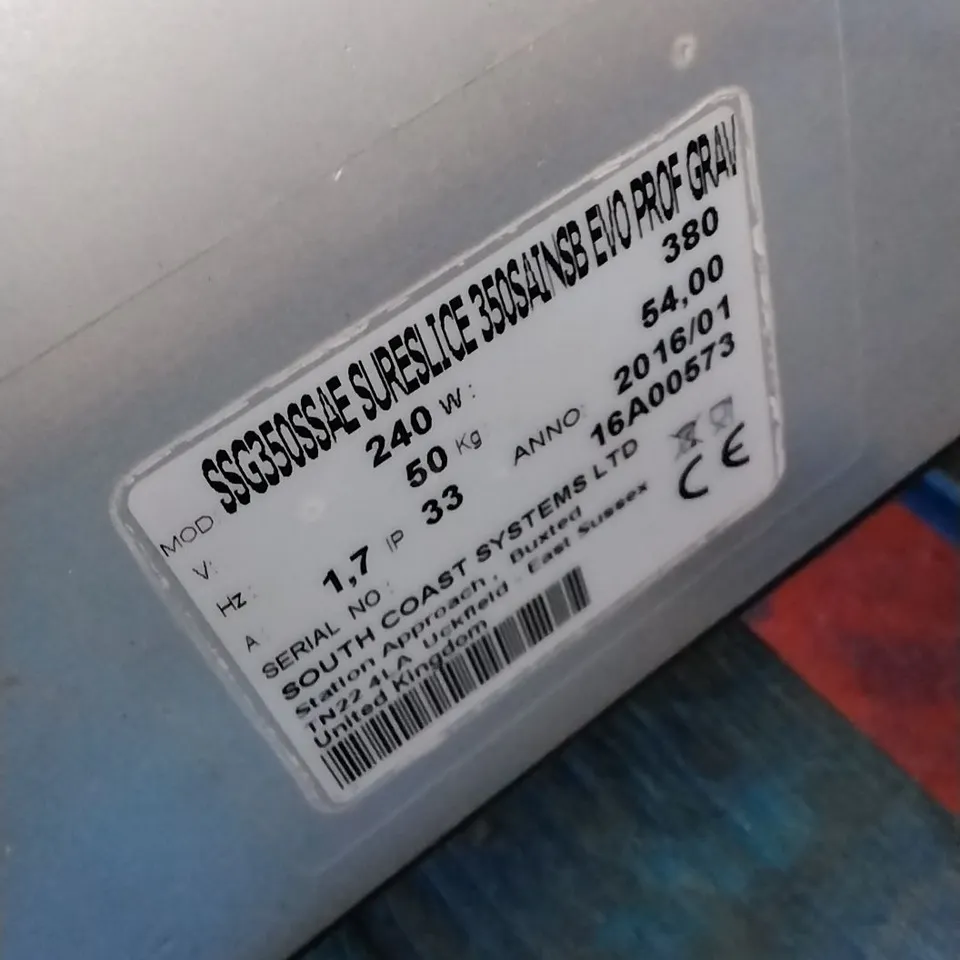 MOD. SSG350SSAE SURESLICE 350SAINSB EVO PROF GRAV
V: 240 W: 380
Hz: 50 Kg 54,00
A 1,7 IP 33 ANNO: 2016/01
SERIAL NO: 16A00573
SOUTH COAST SYSTEMS LTD
Station Approach, Buxted
TN22 4LA Uckfield - East Sussex
United Kingdom
CE